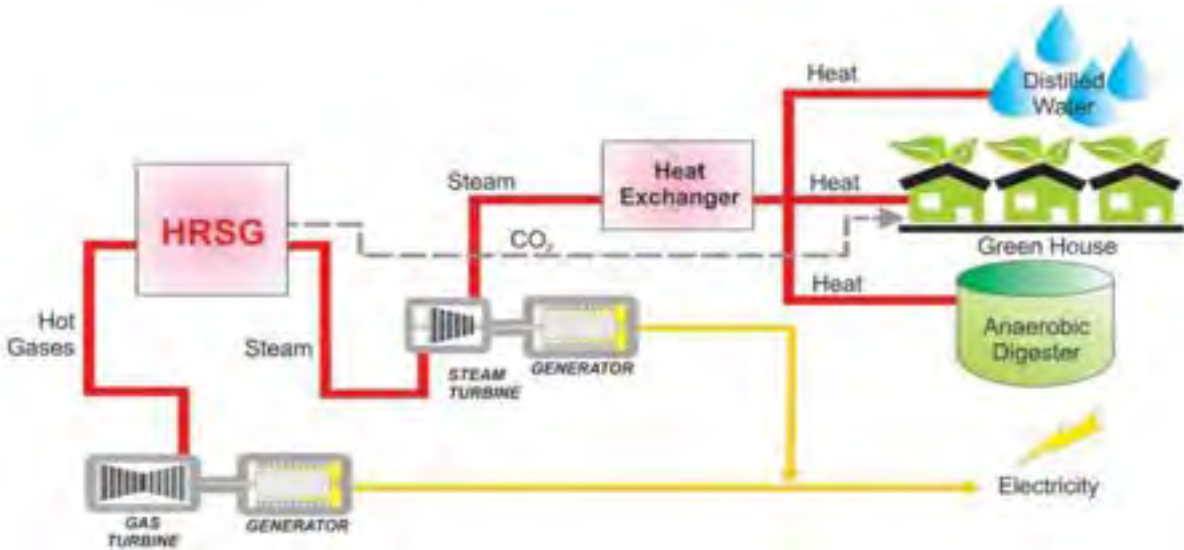 Heat
Distilled
Water
Heat
Exchanger
Steam
Heat
HRSG
CO₂
Green House
Heat
Hot
Gases
Steam
Anaerobic
Digester
STEAM
TURBINE
GENERATOR
Electricity
GAS
TURBINE
GENERATOR